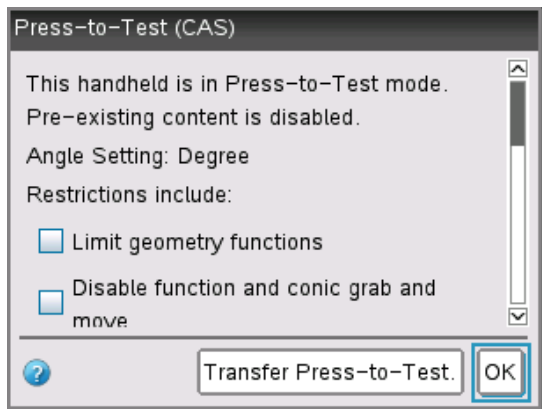 Press-to-Test (CAS)
This handheld is in Press-to-Test mode.
Pre-existing content is disabled.
Angle Setting: Degree
Restrictions include:
Limit geometry functions
Disable function and conic grab and
move
?
Transfer Press-to-Test.
OK